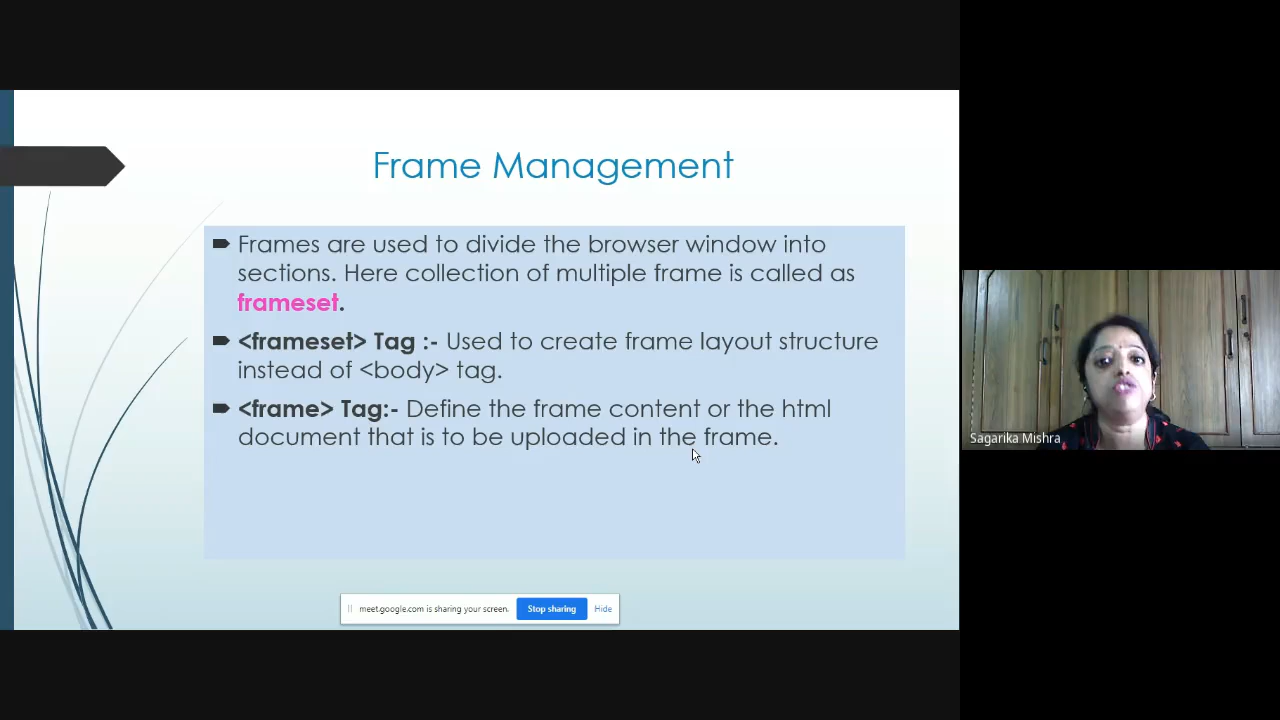 Frame Management
Frames are used to divide the browser window into
sections. Here collection of multiple frame is called as
frameset.
<frameset> Tag :- Used to create frame layout structure
instead of <body> tag.
<frame> Tag:- Define the frame content or the html
document that is to be uploaded in the frame.
meet.google.com is sharing your screen. Stop sharing Hide
Sagarika Mishra